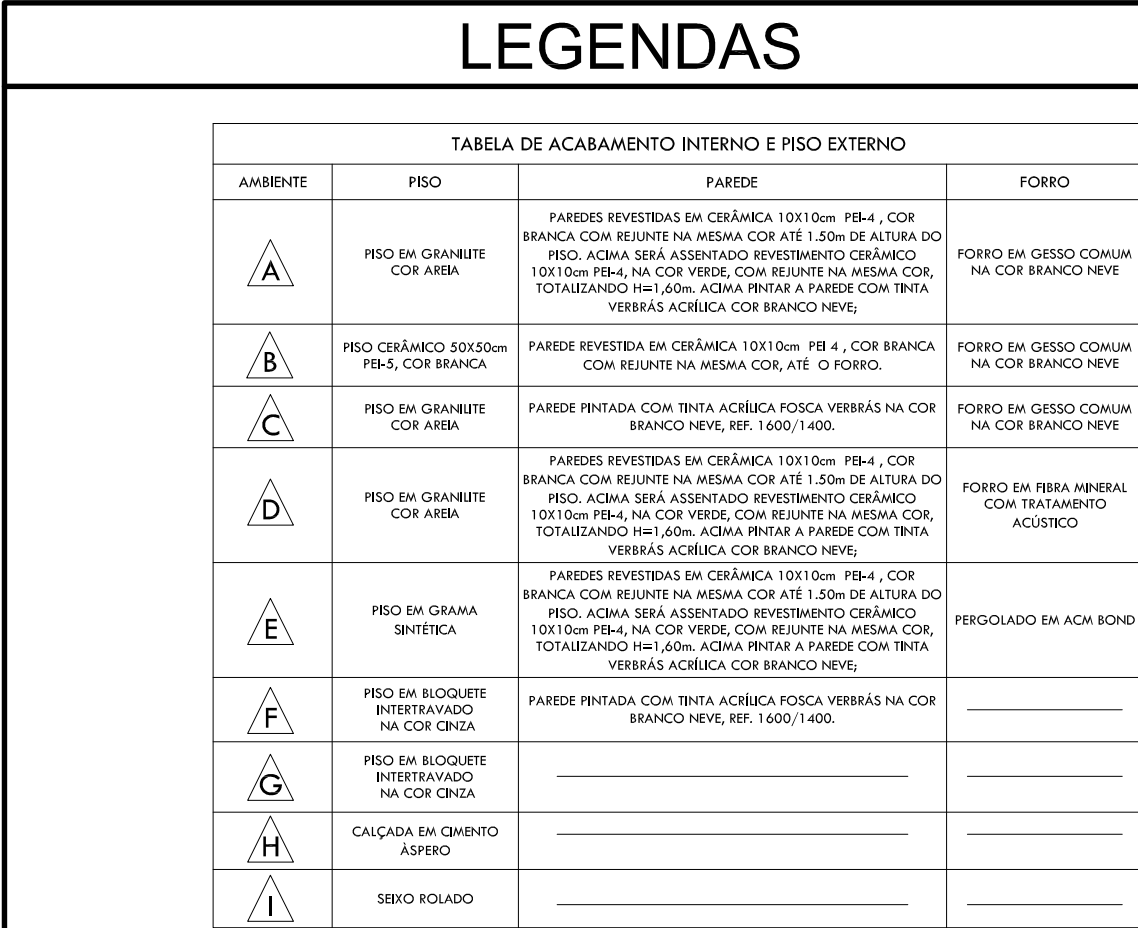 LEGENDAS
TABELA DE ACABAMENTO INTERNO E PISO EXTERNO
AMBIENTE
PISO
PAREDE
FORRO
A
PISO EM GRANILITE
COR AREIA
PAREDES REVESTIDAS EM CERÂMICA 10X10cm PEI-4 , COR
BRANCA COM REJUNTE NA MESMA COR ATÉ 1.50m DE ALTURA DO
PISO. ACIMA SERÁ ASSENTADO REVESTIMENTO CERÂMICO
10X10cm PEI-4, NA COR VERDE, COM REJUNTE NA MESMA COR,
TOTALIZANDO H=1,60m. ACIMA PINTAR A PAREDE COM TINTA
VERBRÁS ACRÍLICA COR BRANCO NEVE;
FORRO EM GESSO COMUM
NA COR BRANCO NEVE
B
PISO CERÂMICO 50X50cm
PEI-5, COR BRANCA
PAREDE REVESTIDA EM CERÂMICA 10X10cm PEI 4 , COR BRANCA
COM REJUNTE NA MESMA COR, ATÉ O FORRO.
FORRO EM GESSO COMUM
NA COR BRANCO NEVE
C
PISO EM GRANILITE
COR AREIA
PAREDE PINTADA COM TINTA ACRÍLICA FOSCA VERBRÁS NA COR
BRANCO NEVE, REF. 1600/1400.
FORRO EM GESSO COMUM
NA COR BRANCO NEVE
D
PISO EM GRANILITE
COR AREIA
PAREDES REVESTIDAS EM CERÂMICA 10X10cm PEI-4 , COR
BRANCA COM REJUNTE NA MESMA COR ATÉ 1.50m DE ALTURA DO
PISO. ACIMA SERÁ ASSENTADO REVESTIMENTO CERÂMICO
10X10cm PEI-4, NA COR VERDE, COM REJUNTE NA MESMA COR,
TOTALIZANDO H=1,60m. ACIMA PINTAR A PAREDE COM TINTA
VERBRÁS ACRÍLICA COR BRANCO NEVE;
FORRO EM FIBRA MINERAL
COM TRATAMENTO
ACÚSTICO
E
PISO EM GRAMA
SINTÉTICA
PAREDES REVESTIDAS EM CERÂMICA 10X10cm PEI-4 , COR
BRANCA COM REJUNTE NA MESMA COR ATÉ 1.50m DE ALTURA DO
PISO. ACIMA SERÁ ASSENTADO REVESTIMENTO CERÂMICO
10X10cm PEI-4, NA COR VERDE, COM REJUNTE NA MESMA COR,
TOTALIZANDO H=1,60m. ACIMA PINTAR A PAREDE COM TINTA
VERBRÁS ACRÍLICA COR BRANCO NEVE;
PERGOLADO EM ACM BOND
F
PISO EM BLOQUETE
INTERTRAVADO
NA COR CINZA
PAREDE PINTADA COM TINTA ACRÍLICA FOSCA VERBRÁS NA COR
BRANCO NEVE, REF. 1600/1400.
G
PISO EM BLOQUETE
INTERTRAVADO
NA COR CINZA
H
CALÇADA EM CIMENTO
ÀSPERO
I
SEIXO ROLADO